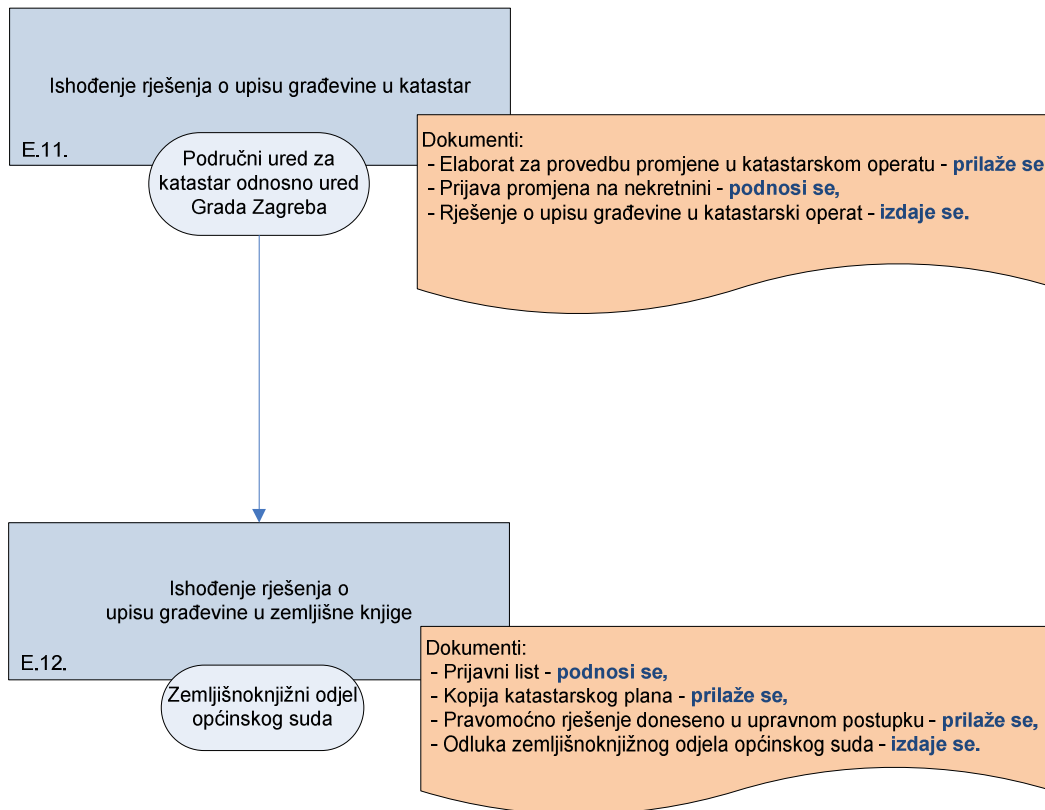 Ishođenje rješenja o upisu građevine u katastar
E.11.
Područni ured za
katastar odnosno ured
Grada Zagreba
Dokumenti:
- Elaborat za provedbu promjene u katastarskom operatu - prilaže se
- Prijava promjena na nekretnini - podnosi se,
- Rješenje o upisu građevine u katastarski operat - izdaje se.
Ishođenje rješenja o
upisu građevine u zemljišne knjige
E.12.
Zemljišnoknjižni odjel
općinskog suda
Dokumenti:
- Prijavni list - podnosi se,
- Kopija katastarskog plana - prilaže se,
- Pravomoćno rješenje doneseno u upravnom postupku - prilaže se,
- Odluka zemljišnoknjižnog odjela općinskog suda - izdaje se.